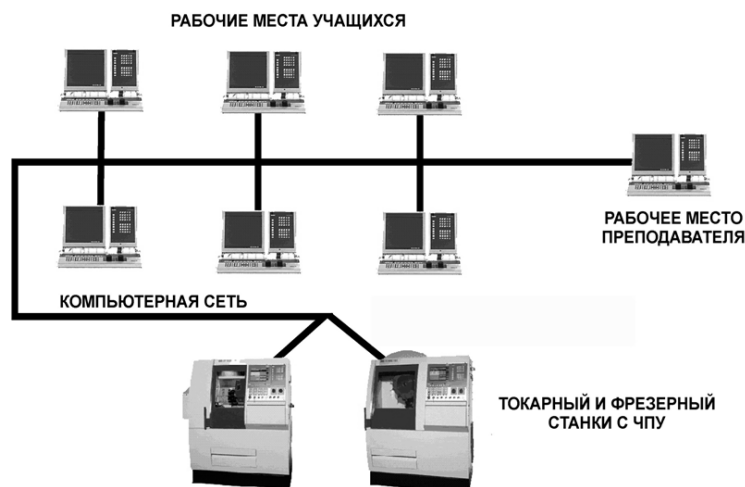 РАБОЧИЕ МЕСТА УЧАЩИХСЯ
РАБОЧЕЕ МЕСТО
ПРЕПОДАВАТЕЛЯ
КОМПЬЮТЕРНАЯ СЕТЬ
ТОКАРНЫЙ И ФРЕЗЕРНЫЙ
СТАНКИ С ЧПУ